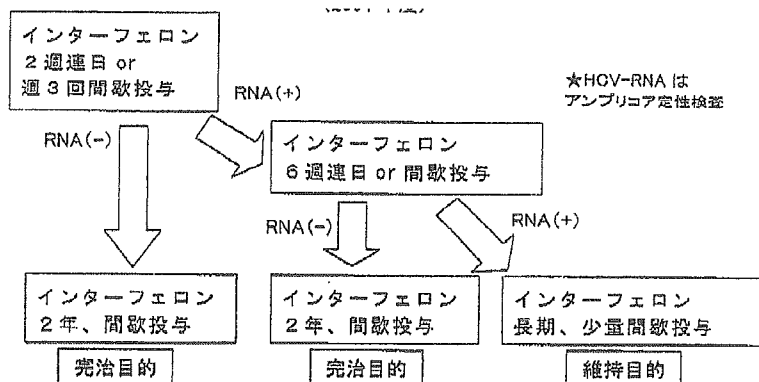 インターフェロン
2週連日 or
週3回間歇投与
RNA(+)
★HCV-RNA は
アンプリコア定性検査
RNA(-)
インターフェロン
6週連日 or 間歇投与
RNA(-)
RNA(+)
インターフェロン
2年、間歇投与
インターフェロン
2年、間歇投与
インターフェロン
長期、少量間歇投与
完治目的
完治目的
維持目的